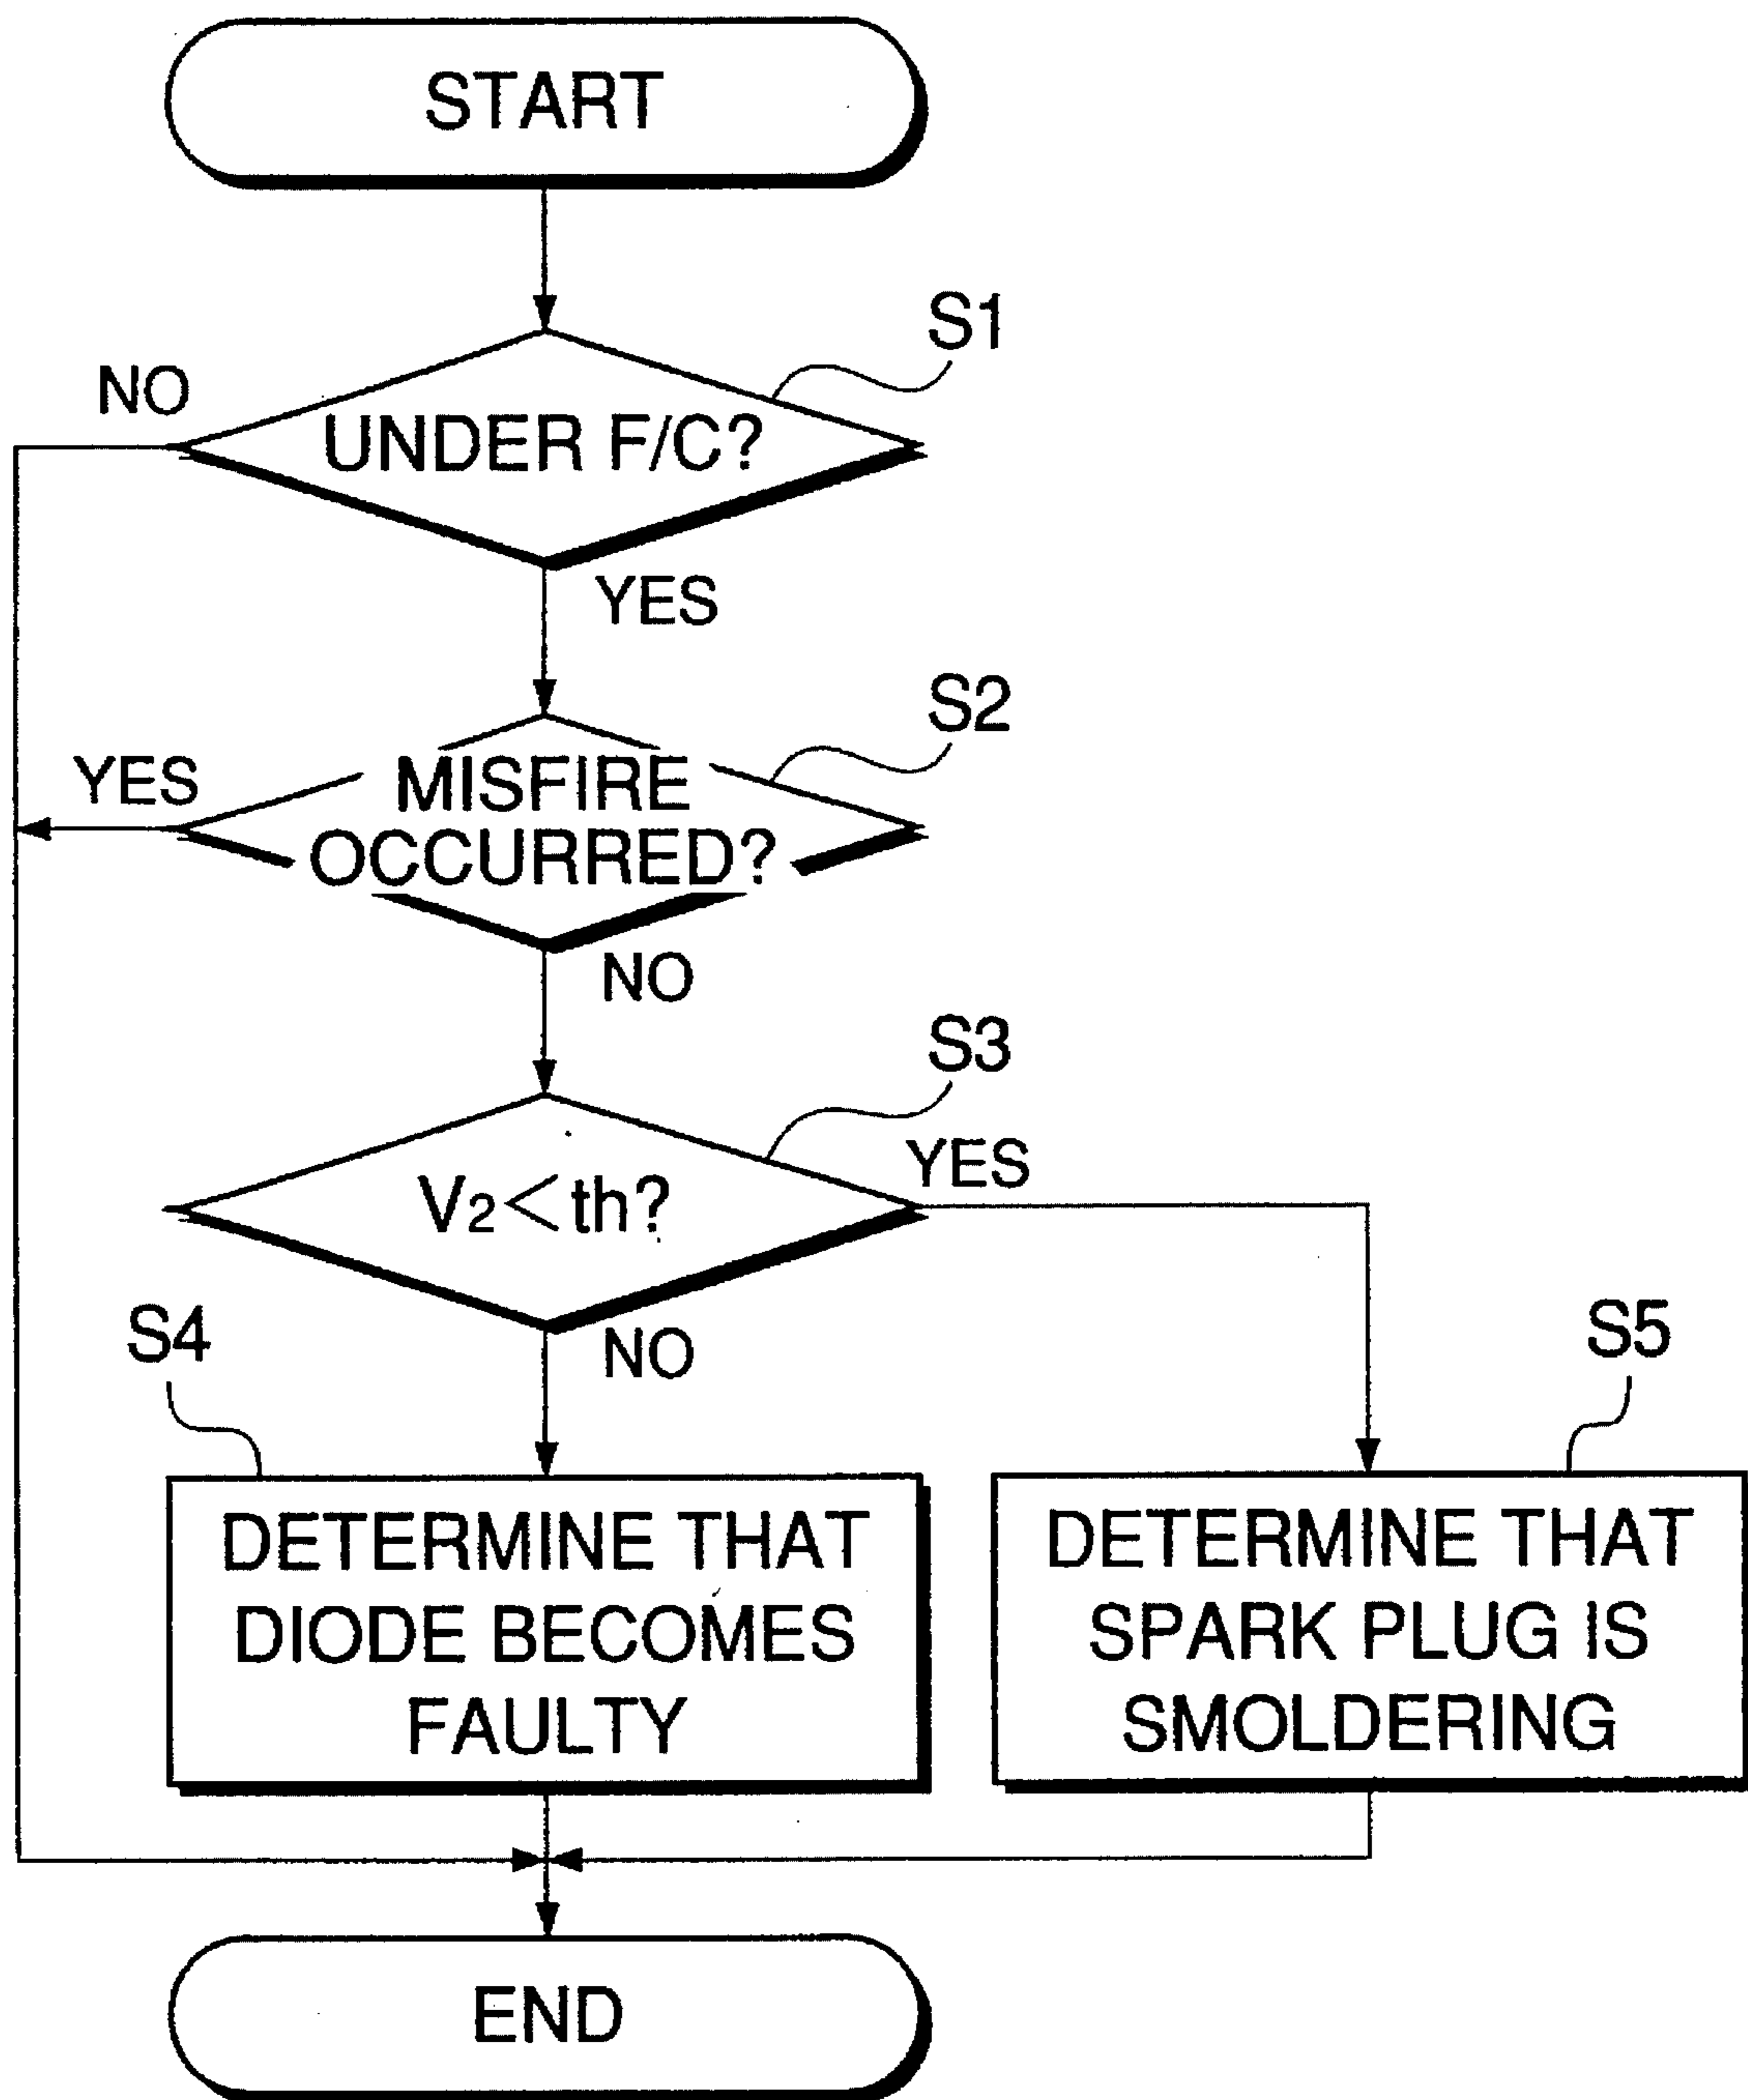 START
S1
NO
UNDER F/C?
YES
S2
YES
MISFIRE
OCCURRED?
NO
S3
YES
V2<th?
S4
NO
S5
DETERMINE THAT
DIODE BECOMES
FAULTY
DETERMINE THAT
SPARK PLUG IS
SMOLDERING
END